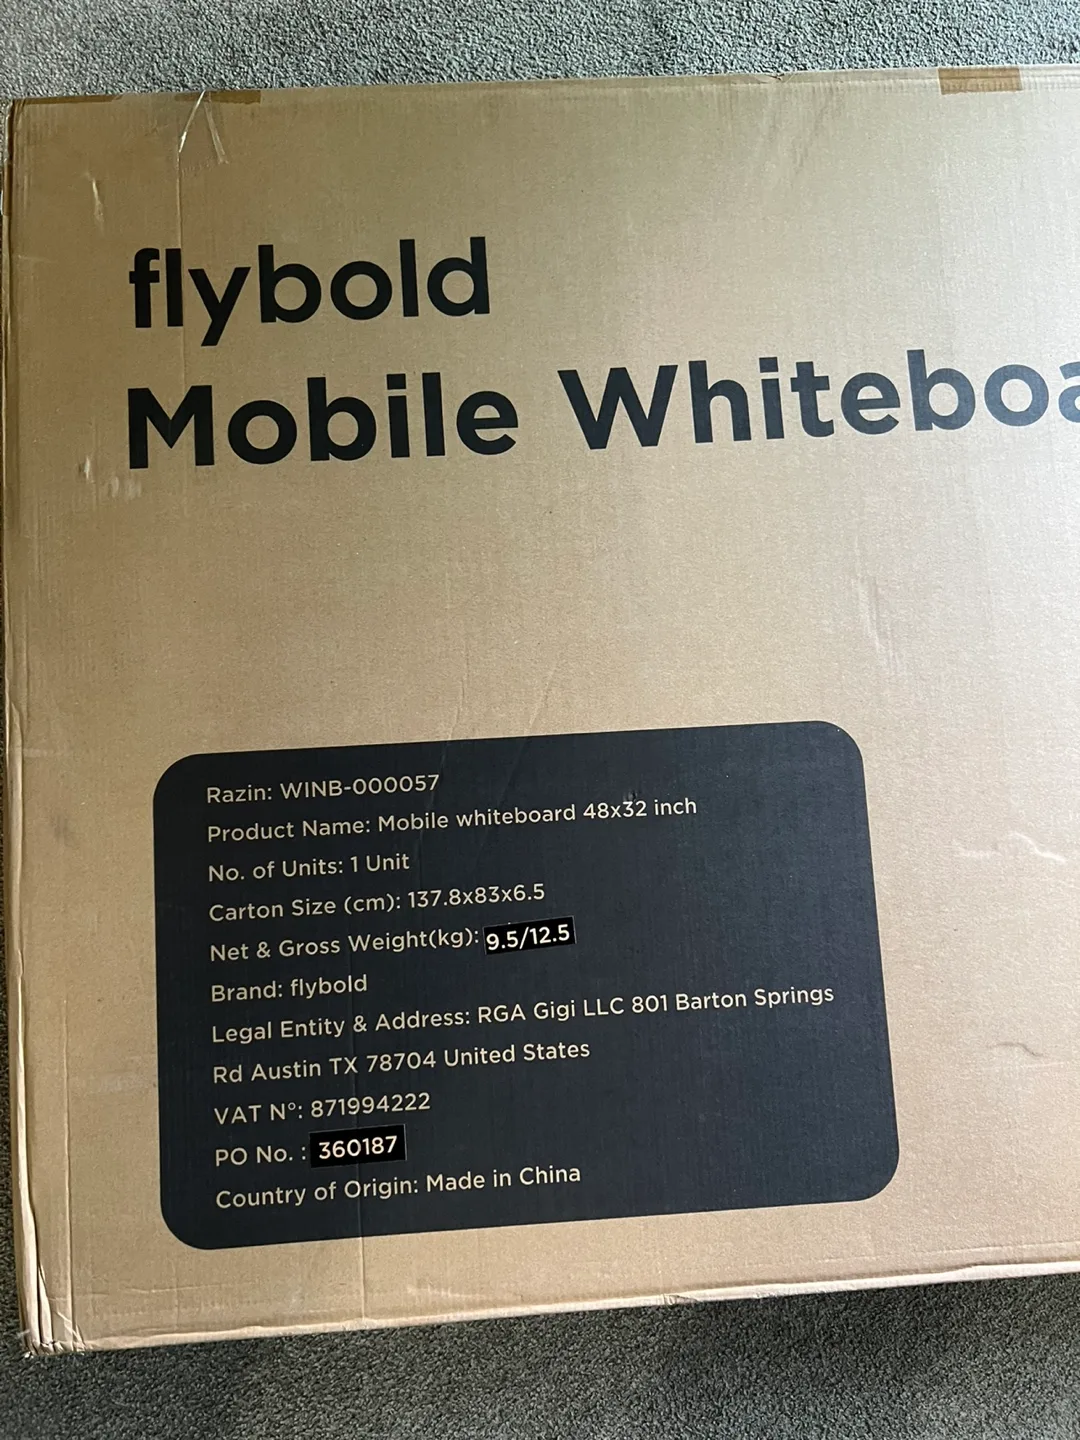 flybold
Mobile Whiteboa
Razin: WINB-000057
Product Name: Mobile whiteboard 48x32 inch
No. of Units: 1 Unit
Carton Size (cm): 137.8x83x6.5
Net & Gross Weight(kg): 9.5/12.5
Brand: flybold
Legal Entity & Address: RGA Gigi LLC 801 Barton Springs
Rd Austin TX 78704 United States
VAT N°: 871994222
PO No. : 360187
Country of Origin: Made in China